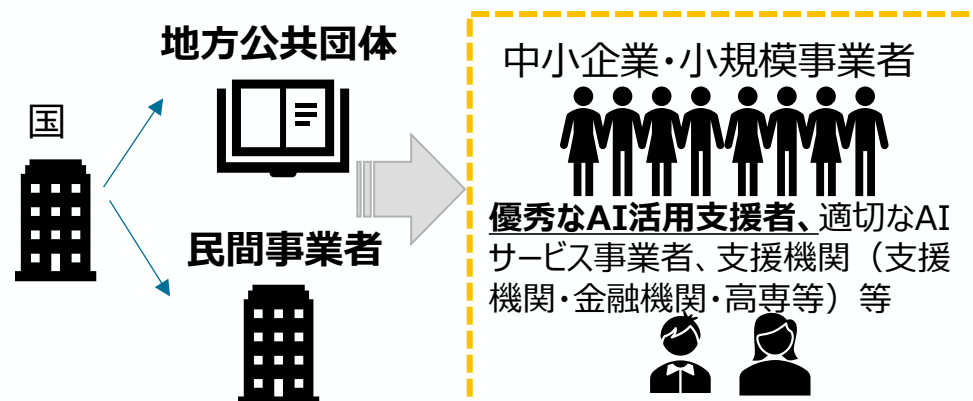 国
地方公共団体
民間事業者
中小企業・小規模事業者
優秀なAI活用支援者、適切なAI
サービス事業者、支援機関（支援
機関・金融機関・高専等）等